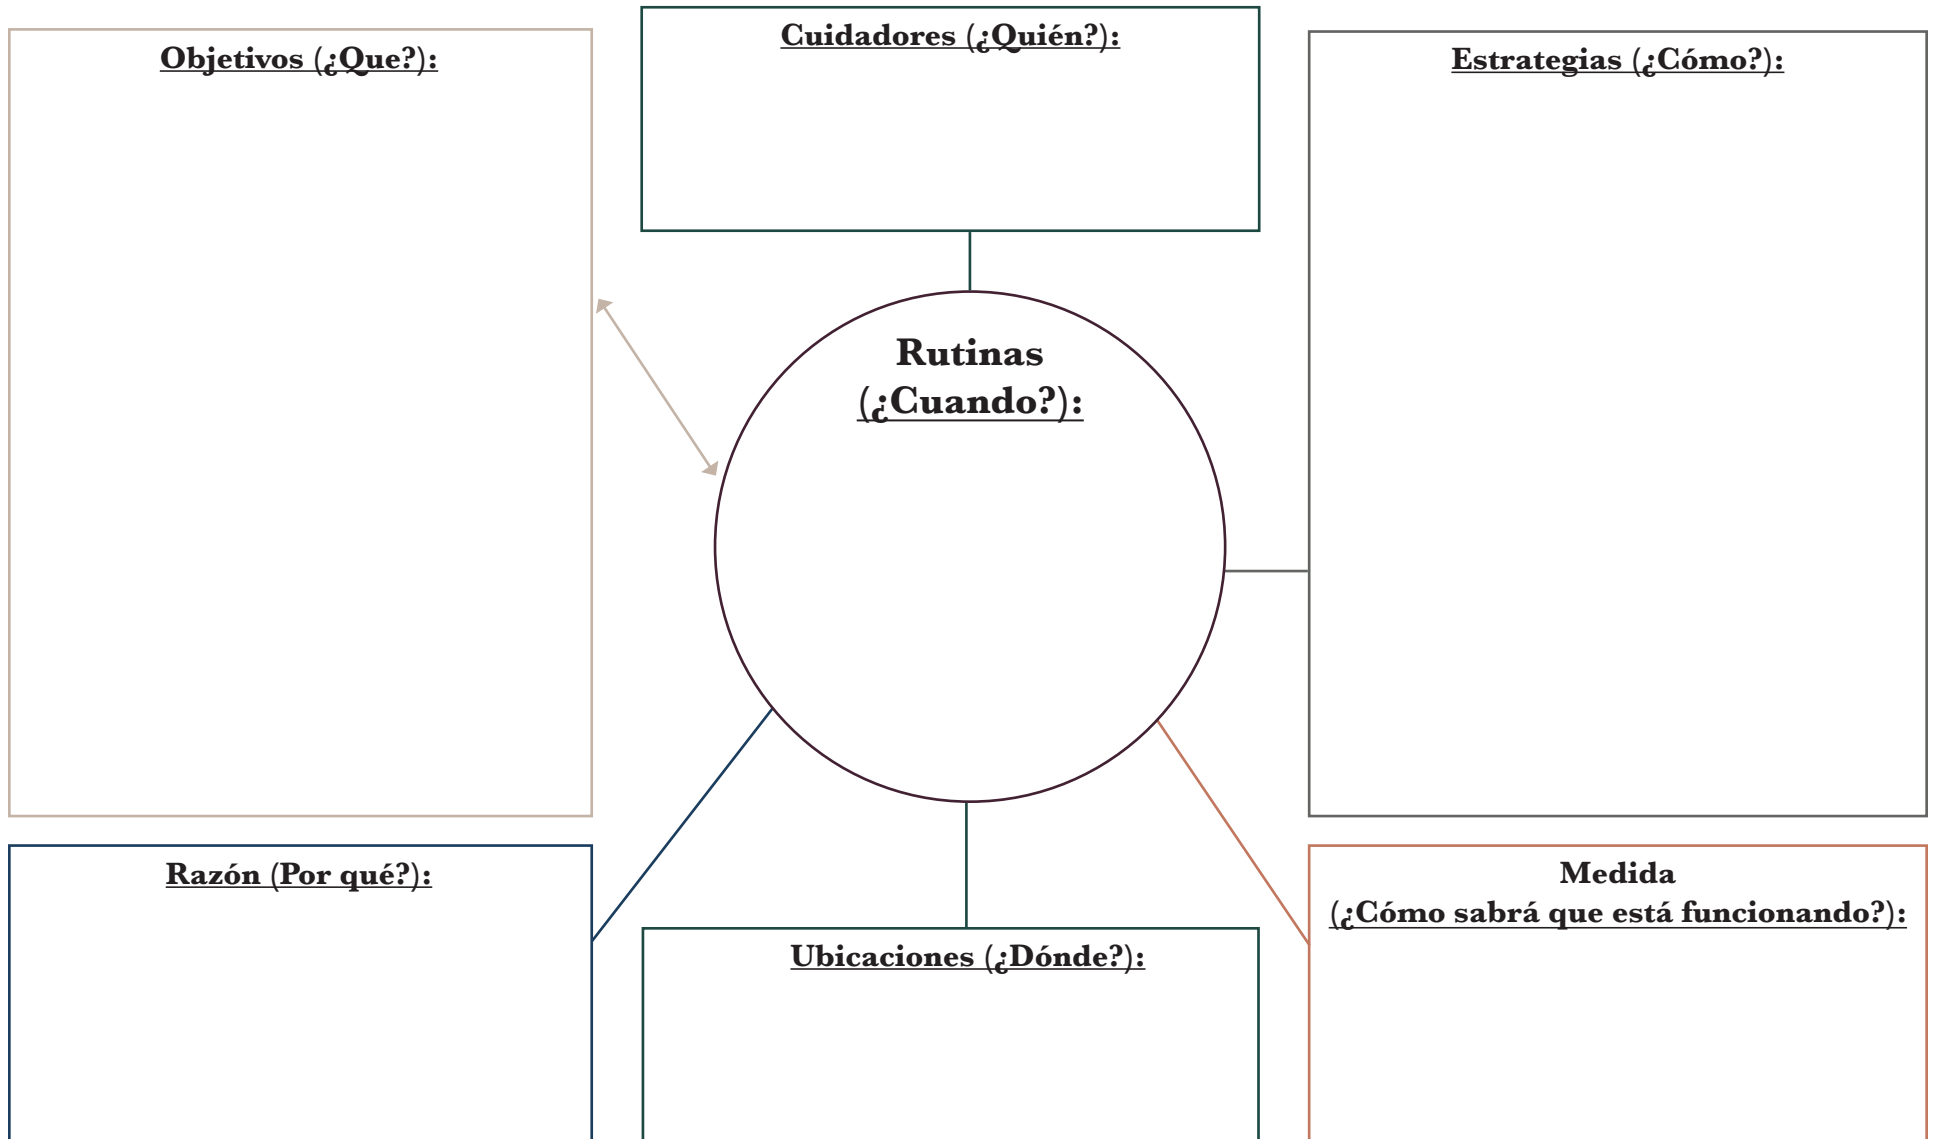 Objetivos (¿Que?):
Cuidadores (¿Quién?):
Estrategias (¿Cómo?):
Rutinas
(¿Cuando?):
Razón (Por qué?):
Ubicaciones (¿Dónde?):
Medida
(¿Cómo sabrá que está funcionando?):